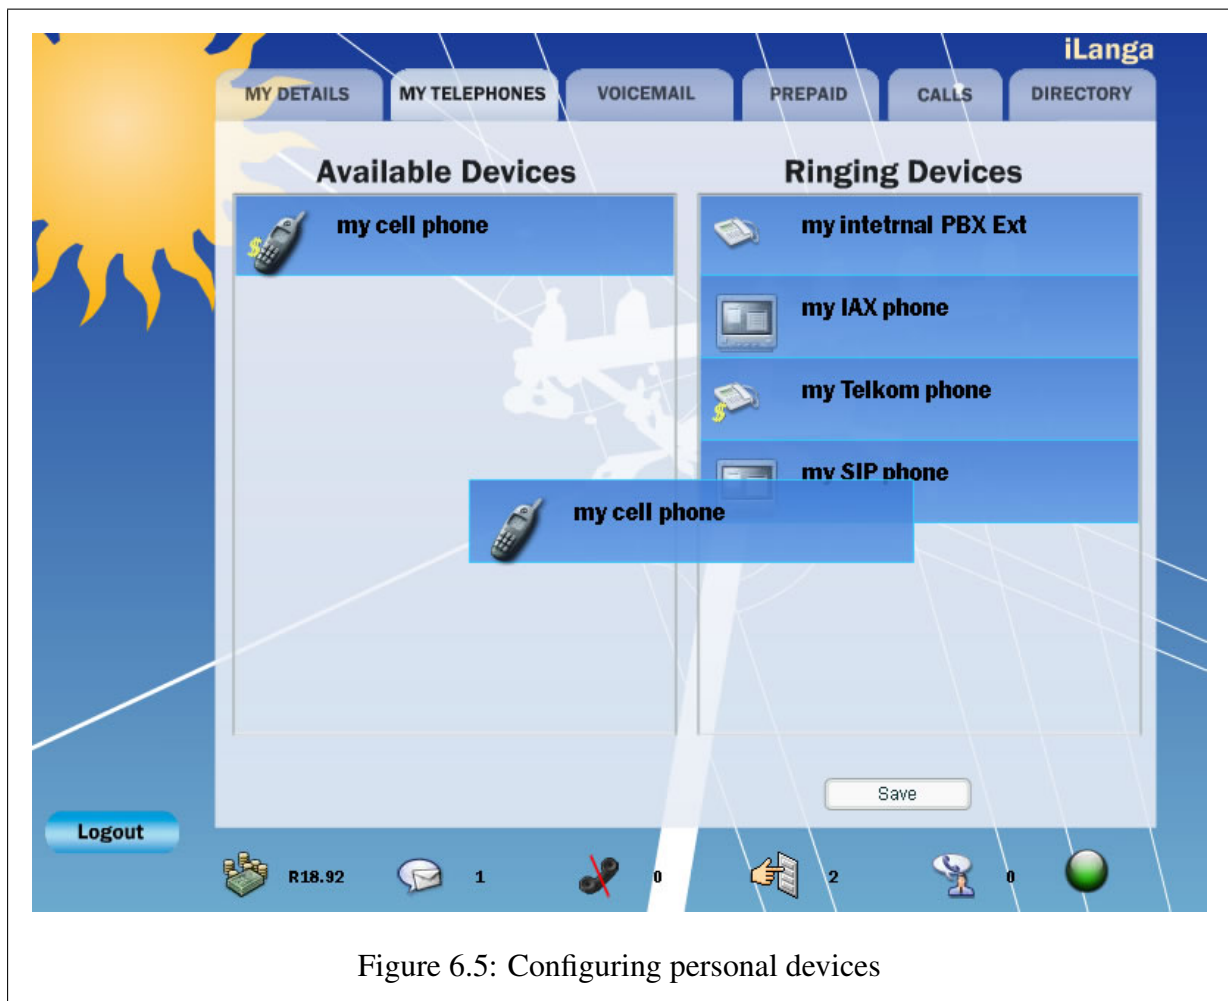 iLanga
MY DETAILS MY TELEPHONES VOICEMAIL PREPAID CALLS DIRECTORY
Available Devices Ringing Devices
my cell phone
my intetrnal PBX Ext
my IAX phone
my Telkom phone
my SIP phone
my cell phone
Save
Logout
R18.92 1 0 2 0
Figure 6.5: Configuring personal devices